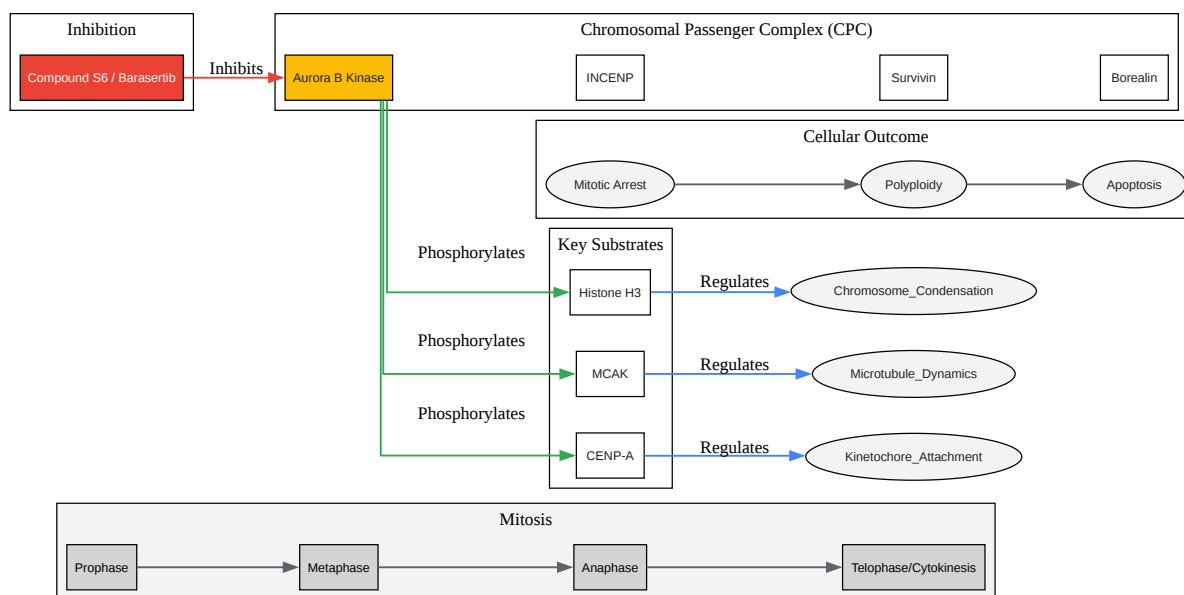 Inhibition
Compound S6 / Barasertib
Inhibits
Chromosomal Passenger Complex (CPC)
Aurora B Kinase
INCENP
Survivin
Borealin
Cellular Outcome
Mitotic Arrest
Polyploidy
Apoptosis
Key Substrates
Phosphorylates
Histone H3
Regulates
Chromosome_Condensation
Phosphorylates
MCAK
Regulates
Microtubule_Dynamics
Phosphorylates
CENP-A
Regulates
Kinetochore_Attachment
Mitosis
Prophase
Metaphase
Anaphase
Telophase/Cytokinesis